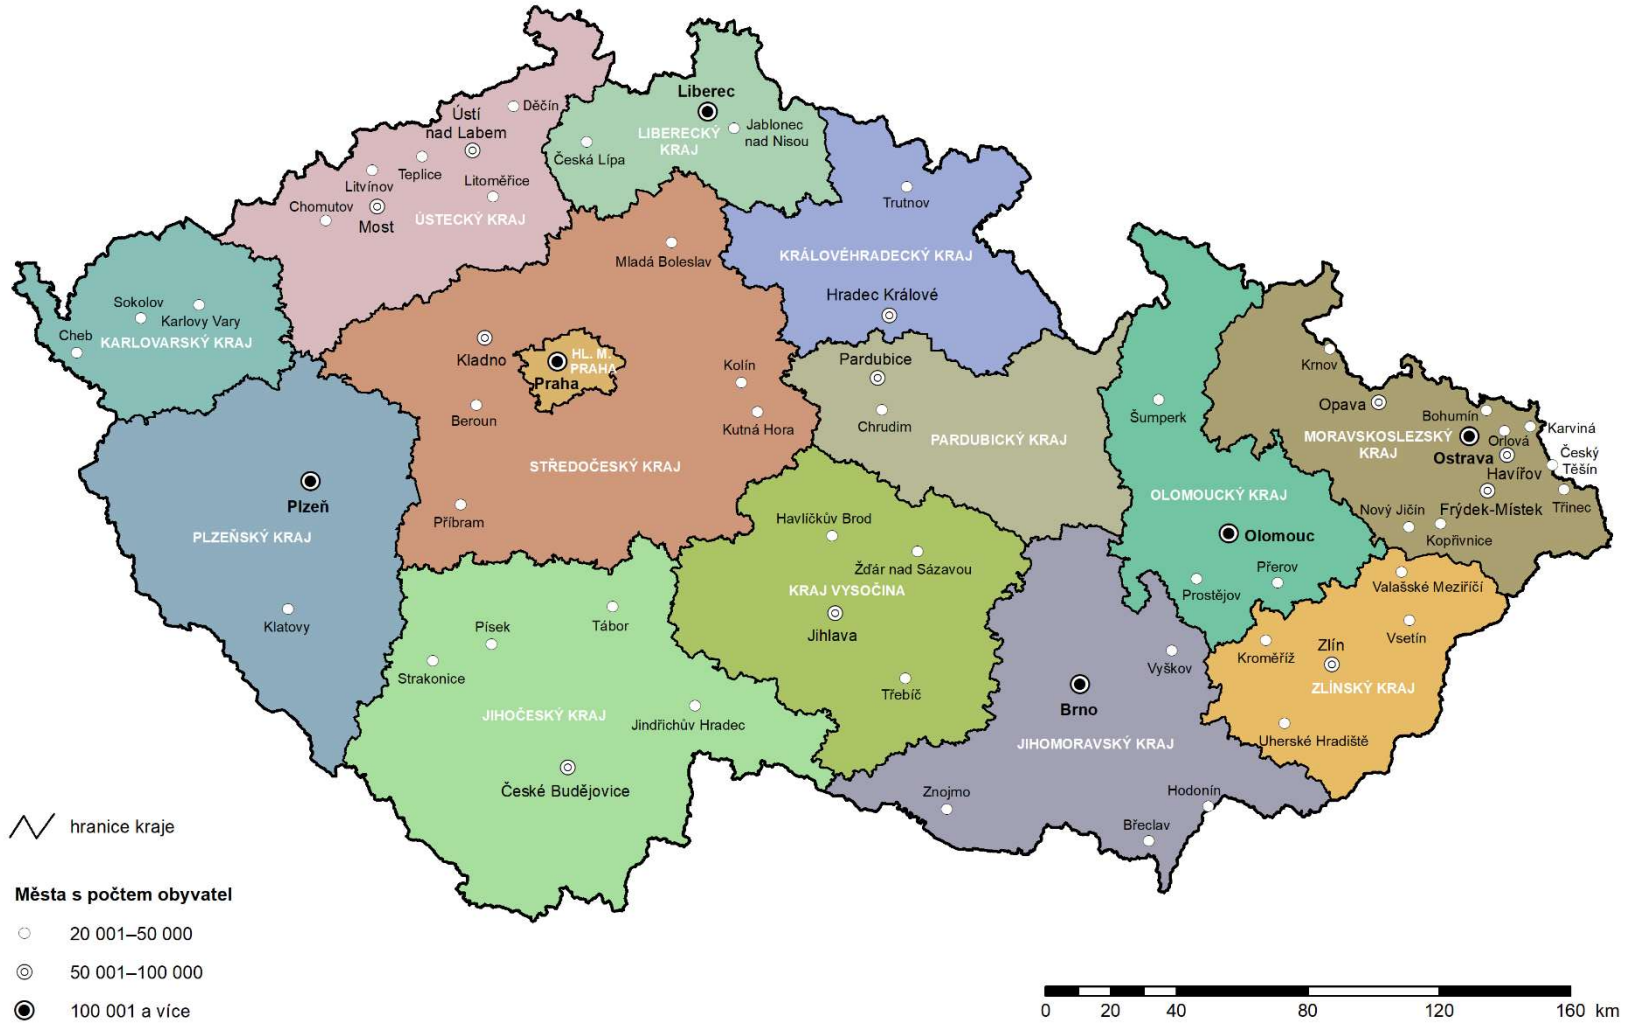 Děčín
Ústí
nad Labem
Teplice
Litvínov
Litoměřice
Chomutov
Most
ÚSTECKÝ KRAJ
Liberec
LIBERECKÝ
KRAJ
Jablonec
nad Nisou
Česká Lípa
Trutnov
KRÁLOVÉHRADECKÝ KRAJ
Hradec Králové
Sokolov
Karlovy Vary
Cheb
KARLOVARSKÝ KRAJ
Mladá Boleslav
Kladno
HL. M.
PRAHA
Praha
Kolín
Beroun
Kutná Hora
STŘEDOČESKÝ KRAJ
Příbram
Pardubice
Chrudim
PARDUBICKÝ KRAJ
Plzeň
PLZEŇSKÝ KRAJ
Klatovy
Písek
Tábor
Strakonice
JIHOČESKÝ KRAJ
Jindřichův Hradec
České Budějovice
Havlíčkův Brod
Žďár nad Sázavou
KRAJ VYSOČINA
Jihlava
Třebíč
Šumperk
OLOMOUCKÝ KRAJ
Olomouc
Prostějov
Přerov
Krnov
Opava
Bohumín
Karviná
MORAVSKOSLEZSKÝ
KRAJ
Orlová
Ostrava
Český
Těšín
Havířov
Nový Jičín
Frýdek-Místek
Třinec
Kopřivnice
Valašské Meziříčí
Vsetín
Kroměříž
Zlín
ZLÍNSKÝ KRAJ
Uherské Hradiště
Vyškov
Brno
JIHOMORAVSKÝ KRAJ
Znojmo
Hodonín
Břeclav
hranice kraje
Města s počtem obyvatel
20 001–50 000
50 001–100 000
100 001 a více
0 20 40 80 120 160 km